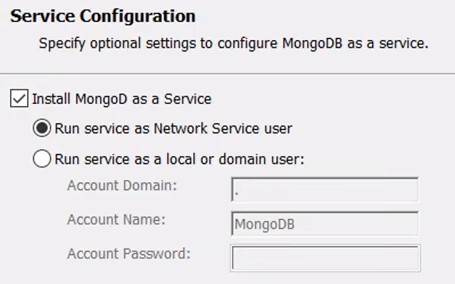 Service Configuration
Specify optional settings to configure MongoDB as a service.
Install MongoD as a Service
Run service as Network Service user
Run service as a local or domain user:
Account Domain: .
Account Name: MongoDB
Account Password: